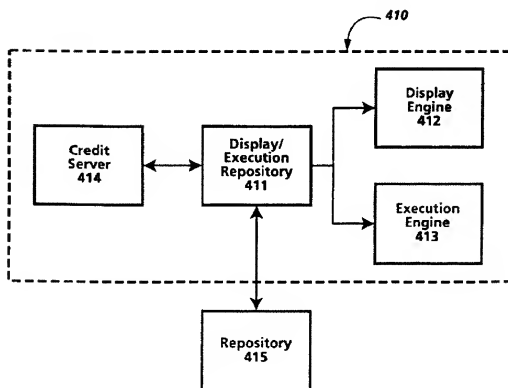 410
Display
Engine
412
Credit
Server
414
Display/
Execution
Repository
411
Execution
Engine
413
Repository
415